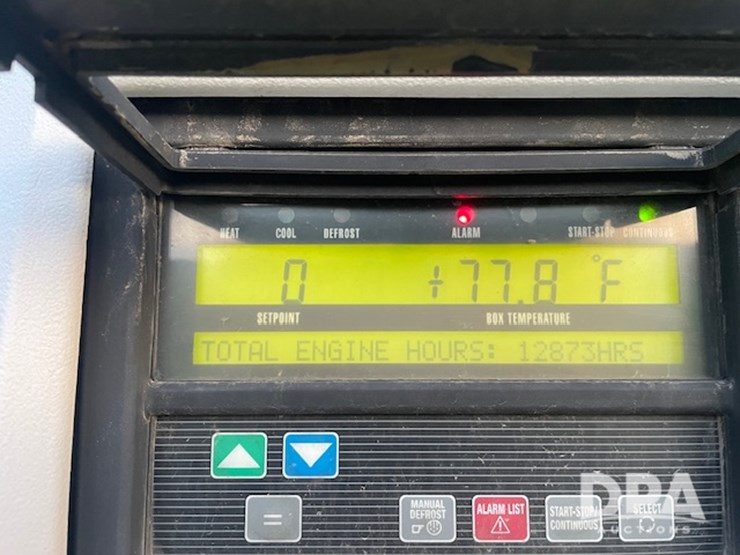 HEAT COOL DEFROST ALARM START-STOP CONTINUOUS
0 +77.8 °F
SETPOINT BOX TEMPERATURE
TOTAL ENGINE HOURS: 12873HRS
=
MANUAL DEFROST
ALARM LIST
START-STOP/ CONTINUOUS
SELECT
DPA
AUCTIONS